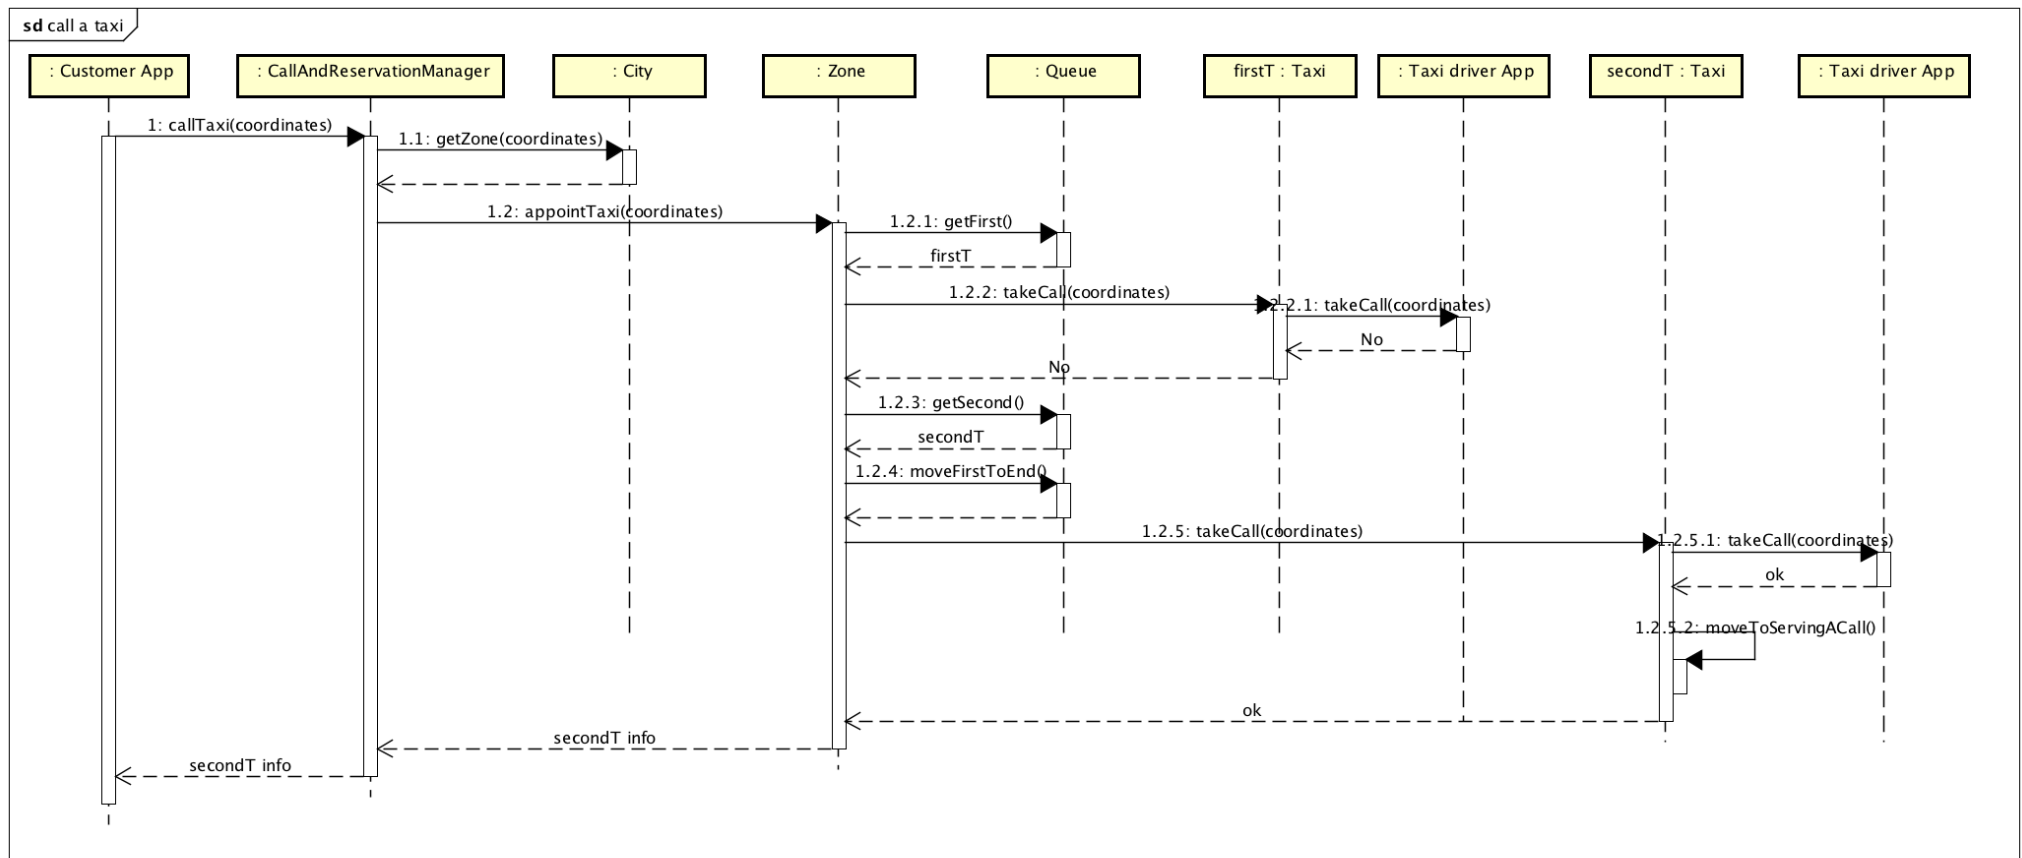 sd call a taxi
: Customer App
: CallAndReservationManager
: City
: Zone
: Queue
firstT : Taxi
: Taxi driver App
secondT : Taxi
: Taxi driver App
1: callTaxi(coordinates)
1.1: getZone(coordinates)
1.2: appointTaxi(coordinates)
1.2.1: getFirst()
firstT
1.2.2: takeCall(coordinates)
1.2.2.1: takeCall(coordinates)
No
No
1.2.3: getSecond()
secondT
1.2.4: moveFirstToEnd()
1.2.5: takeCall(coordinates)
1.2.5.1: takeCall(coordinates)
ok
1.2.5.2: moveToServingACall()
ok
secondT info
secondT info